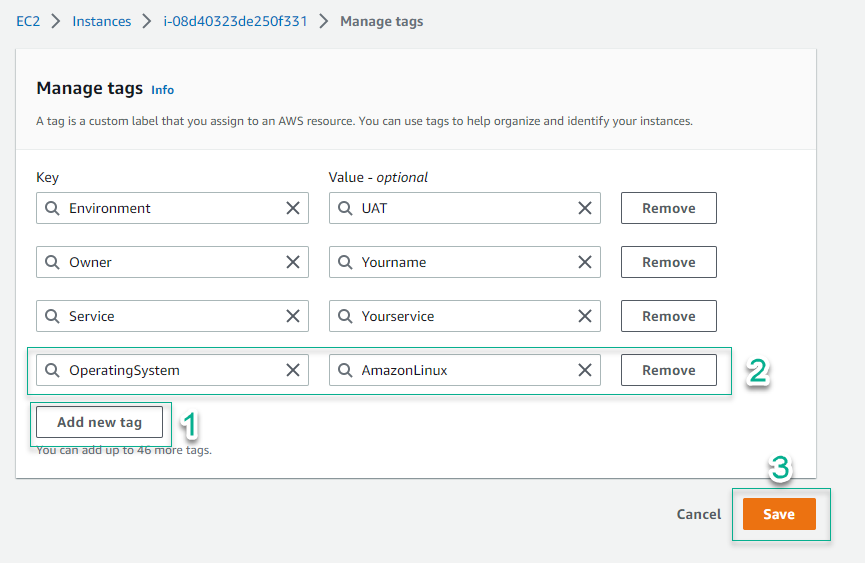 EC2 > Instances > i-08d40323de250f331 > Manage tags
Manage tags Info
A tag is a custom label that you assign to an AWS resource. You can use tags to help organize and identify your instances.
Key Value - optional
Environment UAT Remove
Owner Yourname Remove
Service Yourservice Remove
OperatingSystem AmazonLinux Remove 2
Add new tag 1
You can add up to 46 more tags.
3
Cancel Save